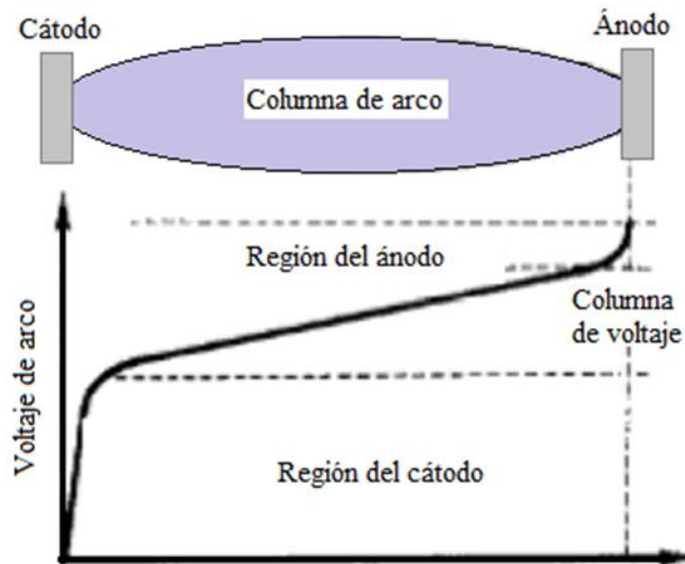 Cátodo
Ánodo
Columna de arco
Región del ánodo
Columna
de voltaje
Voltaje de arco
Región del cátodo